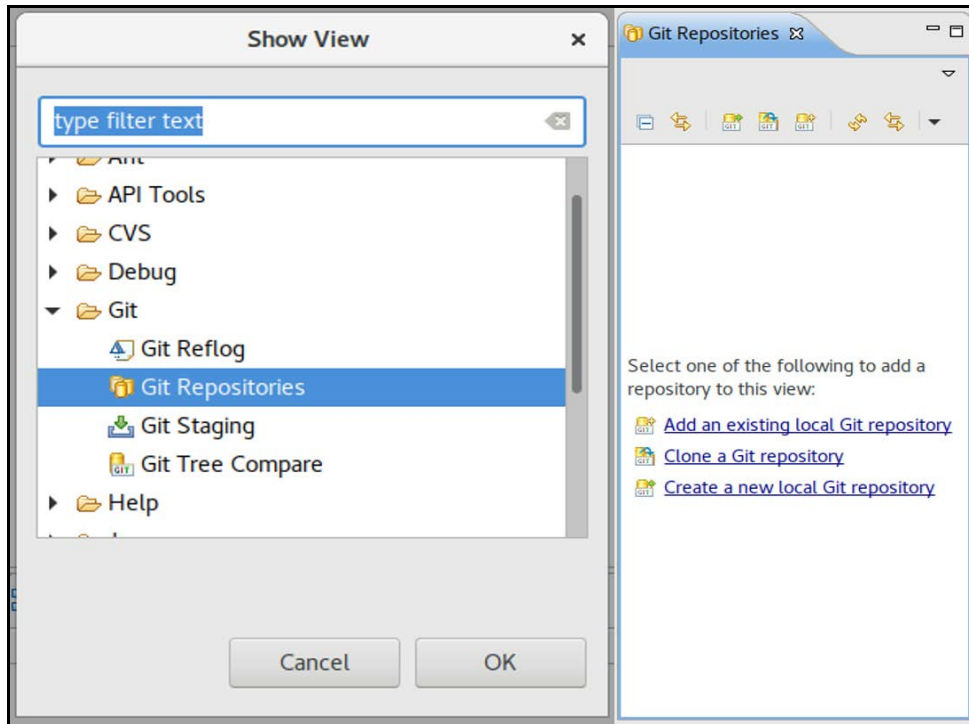 Show View
type filter text
Ant
API Tools
CVS
Debug
Git
Git Reflog
Git Repositories
Git Staging
Git Tree Compare
Help
Cancel
OK
Git Repositories
Select one of the following to add a
repository to this view:
Add an existing local Git repository
Clone a Git repository
Create a new local Git repository